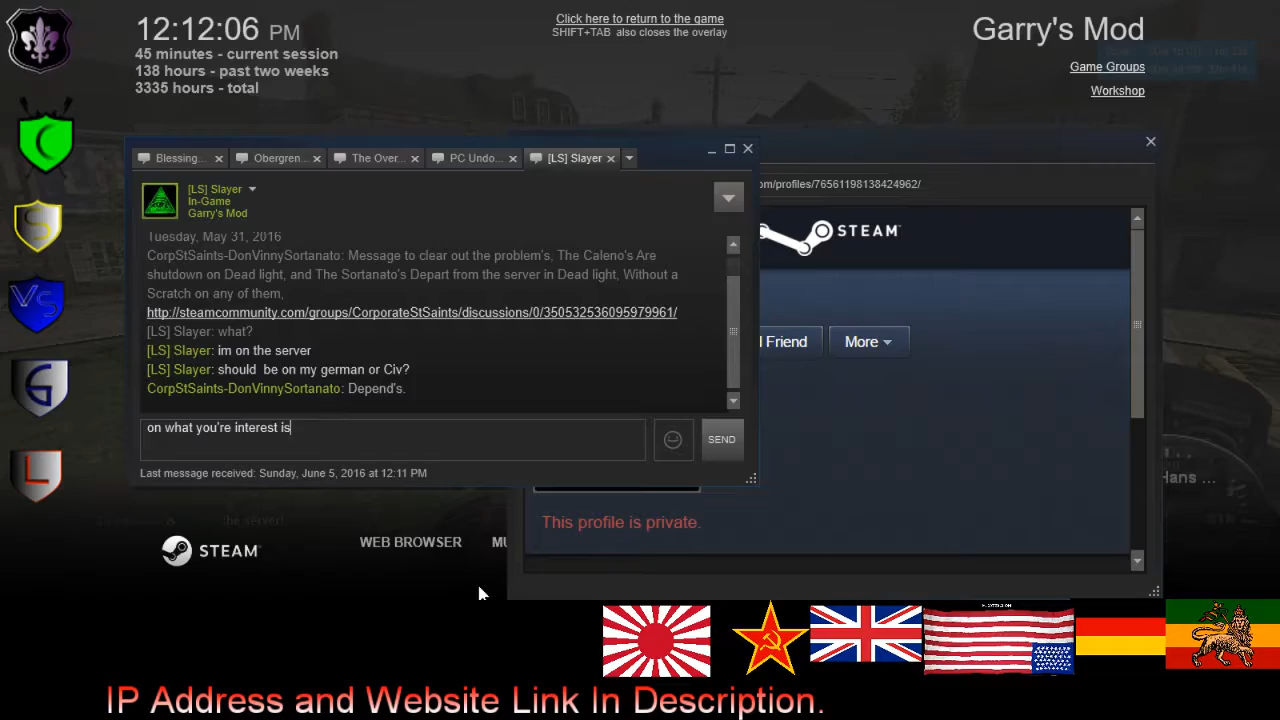 12:12:06 PM
45 minutes - current session
138 hours - past two weeks
3335 hours - total
Click here to return to the game
SHIFT+TAB also closes the overlay
Garry's Mod
Game Groups
Workshop
Blessing...
Obergren...
The Over...
PC Undo...
[LS] Slayer
[LS] Slayer
In-Game
Garry's Mod
Tuesday, May 31, 2016
CorpStSaints-DonVinnySortanato: Message to clear out the problem's, The Caleno's Are
shutdown on Dead light, and The Sortanato's Depart from the server in Dead light, Without a
Scratch on any of them,
http://steamcommunity.com/groups/CorporateStSaints/discussions/0/350532536095979961/
[LS] Slayer: what?
[LS] Slayer: im on the server
[LS] Slayer: should be on my german or Civ?
CorpStSaints-DonVinnySortanato: Depend's.
on what you're interest is
SEND
Last message received: Sunday, June 5, 2016 at 12:11 PM
om/profiles/76561198138424962/
STEAM
d Friend
More
This profile is private.
Hans ...
the server!
STEAM
WEB BROWSER
MU
C
S
VS
G
L
IP Address and Website Link In Description.